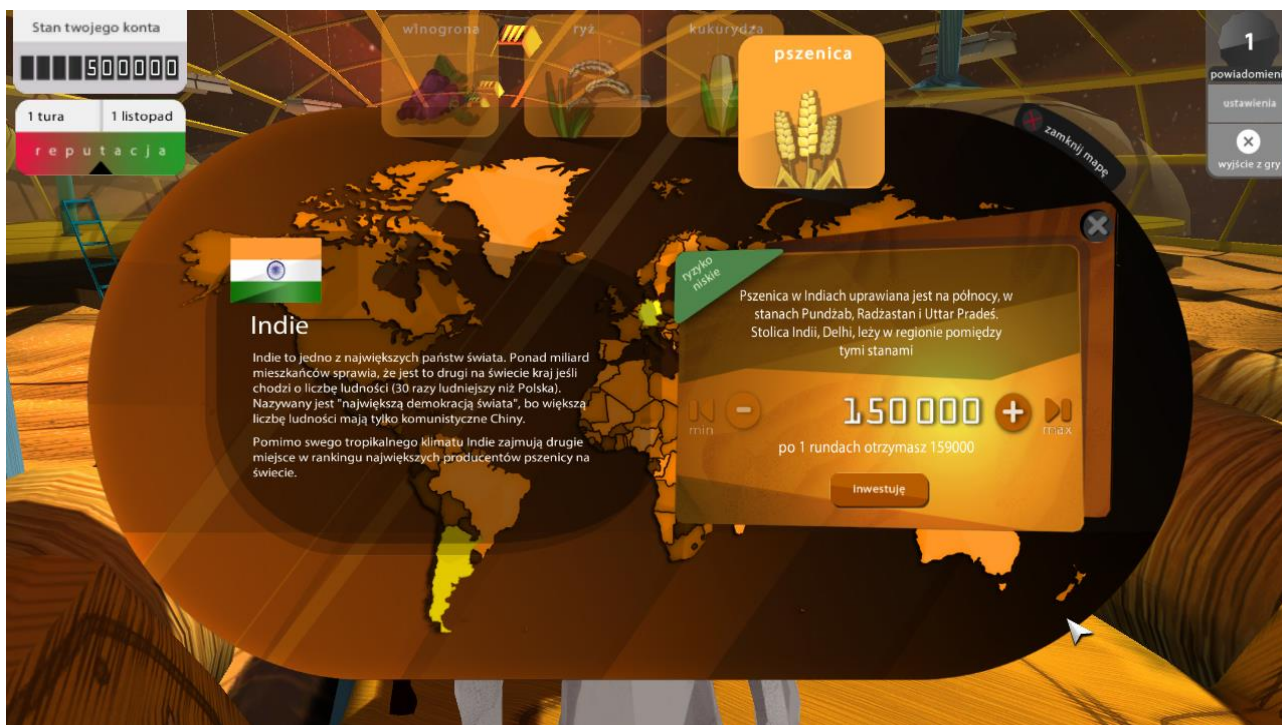 Stan twojego konta
500000
1 tura
1 listopad
reputacja
winogrona
ryż
kukurydza
pszenica
zamknij mapę
1
powiadomieni
ustawienia
wyjście z gry
Indie
Indie to jedno z największych państw świata. Ponad miliard
mieszkańców sprawia, że jest to drugi na świecie kraj jeśli
chodzi o liczbę ludności (30 razy ludniejszy niż Polska).
Nazywany jest "największą demokracją świata", bo większą
liczbę ludności mają tylko komunistyczne Chiny.
Pomimo swego tropikalnego klimatu Indie zajmują drugie
miejsce w rankingu największych producentów pszenicy na
świecie.
ryzyko
niskie
Pszenica w Indiach uprawiana jest na północy, w
stanach Pundżab, Radżastan i Uttar Pradeś.
Stolica Indii, Delhi, leży w regionie pomiędzy
tymi stanami
min
150000
max
po 1 rundach otrzymasz 159000
inwestuję